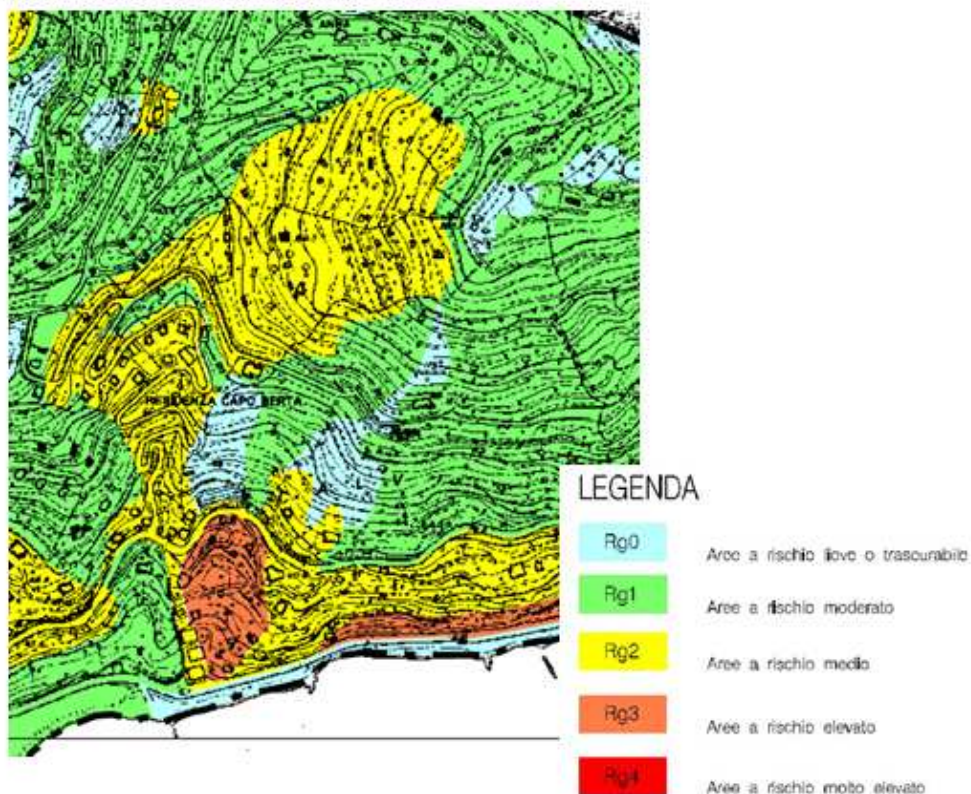 RESIDENZA CAPO BERTA
LEGENDA
Rg0
Aree a rischio lieve o trascurabile
Rg1
Aree a rischio moderato
Rg2
Aree a rischio medio
Rg3
Aree a rischio elevato
Rg4
Aree a rischio molto elevato